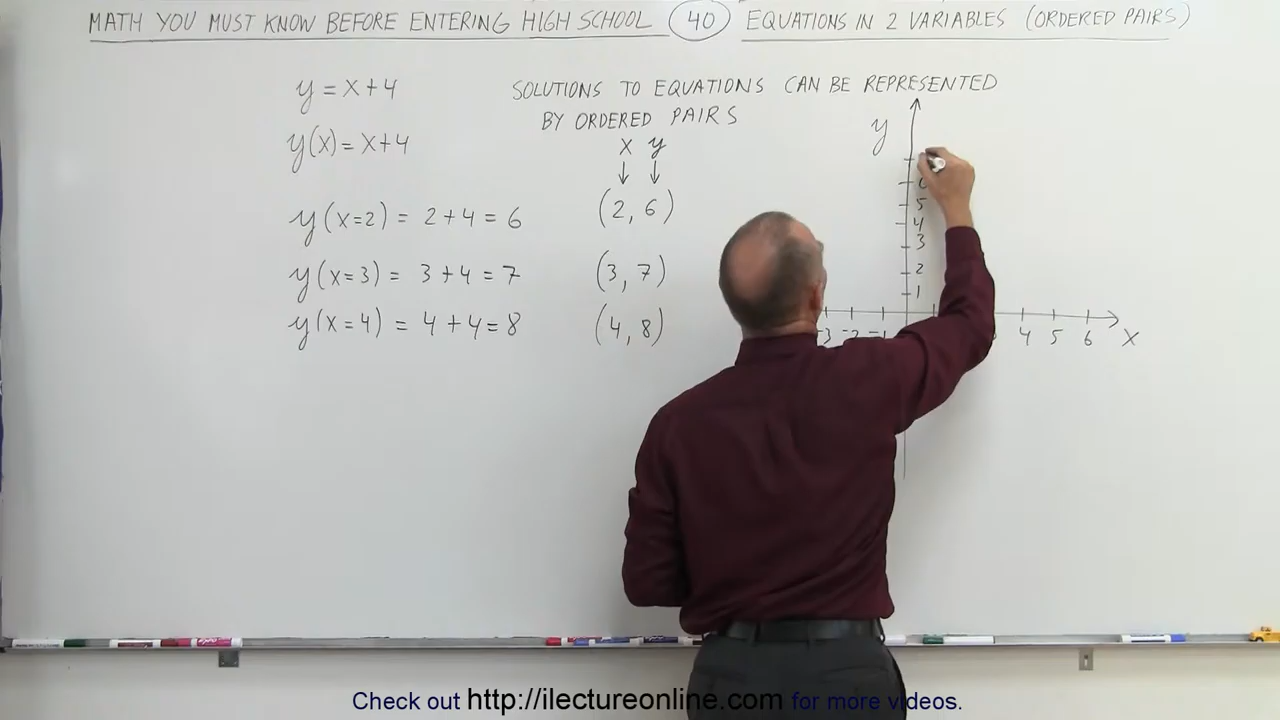 MATH YOU MUST KNOW BEFORE ENTERING HIGH SCHOOL 40 EQUATIONS IN 2 VARIABLES (ORDERED PAIRS)
y = x+4
y(x) = x+4
y(x=2) = 2+4 = 6
y(x=3) = 3+4 = 7
y(x=4) = 4+4=8
SOLUTIONS TO EQUATIONS CAN BE REPRESENTED
BY ORDERED PAIRS
x y
(2, 6)
(3, 7)
(4, 8)
y
5
4
3
2
1
-3 -2 -1 4 5 6 x
Check out http://ilectureonline.com for more videos.